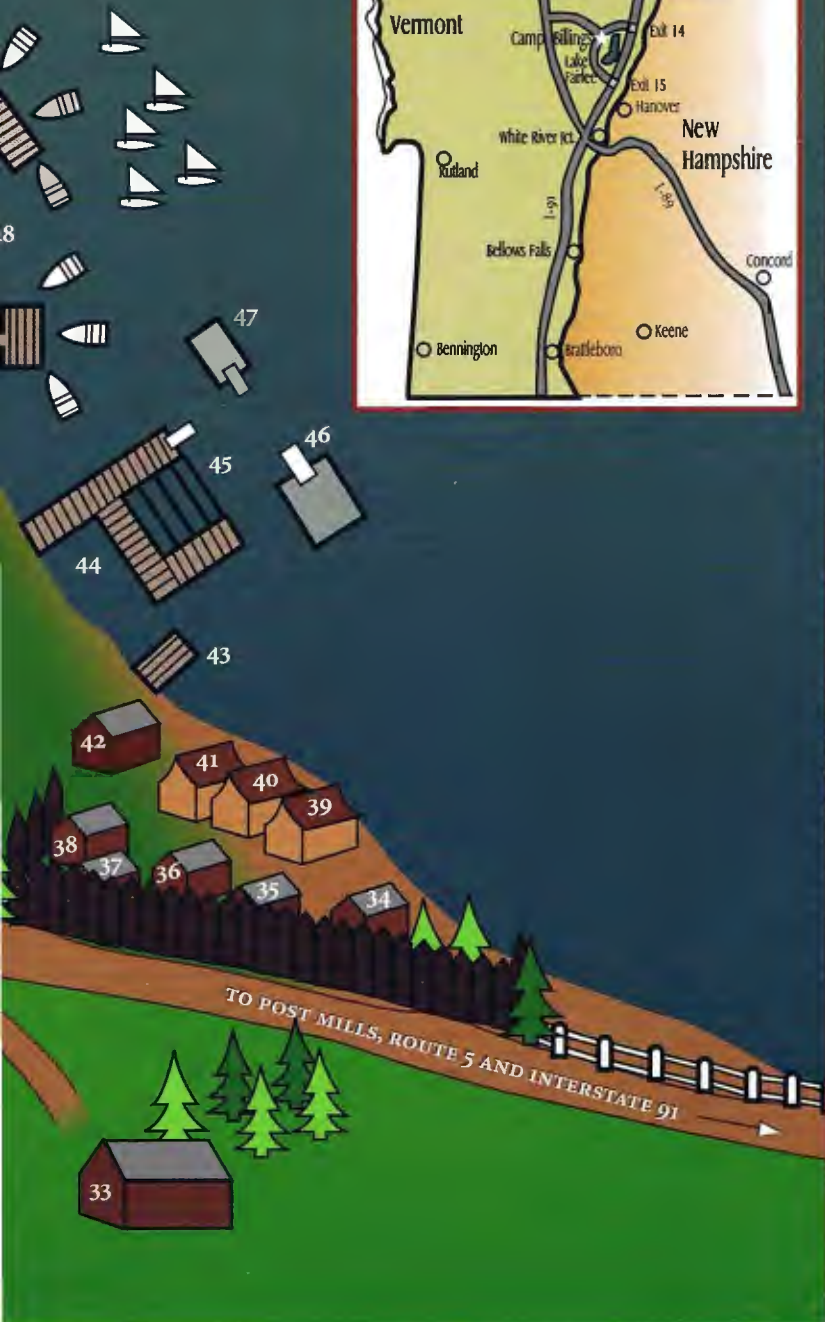 Vermont
Camp Billings
Exit 14
Lake
Fairlee
Exit 15
Hanover
White River Jct.
New
Hampshire
Rutland
I-91
I-89
Bellows Falls
Concord
Keene
Bennington
Brattleboro
8
47
46
45
44
43
42
41
40
39
38
37
36
35
34
TO POST MILLS, ROUTE 5 AND INTERSTATE 91
33